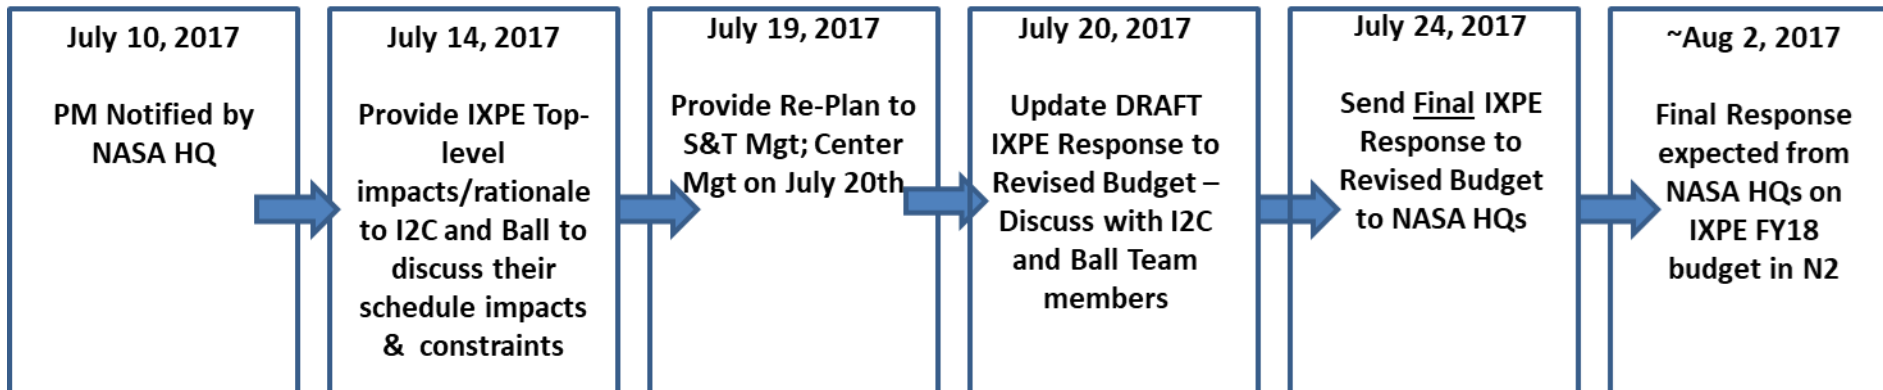 July 10, 2017
PM Notified by
NASA HQ
July 14, 2017
Provide IXPE Top-
level
impacts/rationale
to I2C and Ball to
discuss their
schedule impacts
& constraints
July 19, 2017
Provide Re-Plan to
S&T Mgt; Center
Mgt on July 20th
July 20, 2017
Update DRAFT
IXPE Response to
Revised Budget –
Discuss with I2C
and Ball Team
members
July 24, 2017
Send Final IXPE
Response to
Revised Budget
to NASA HQs
~Aug 2, 2017
Final Response
expected from
NASA HQs on
IXPE FY18
budget in N2